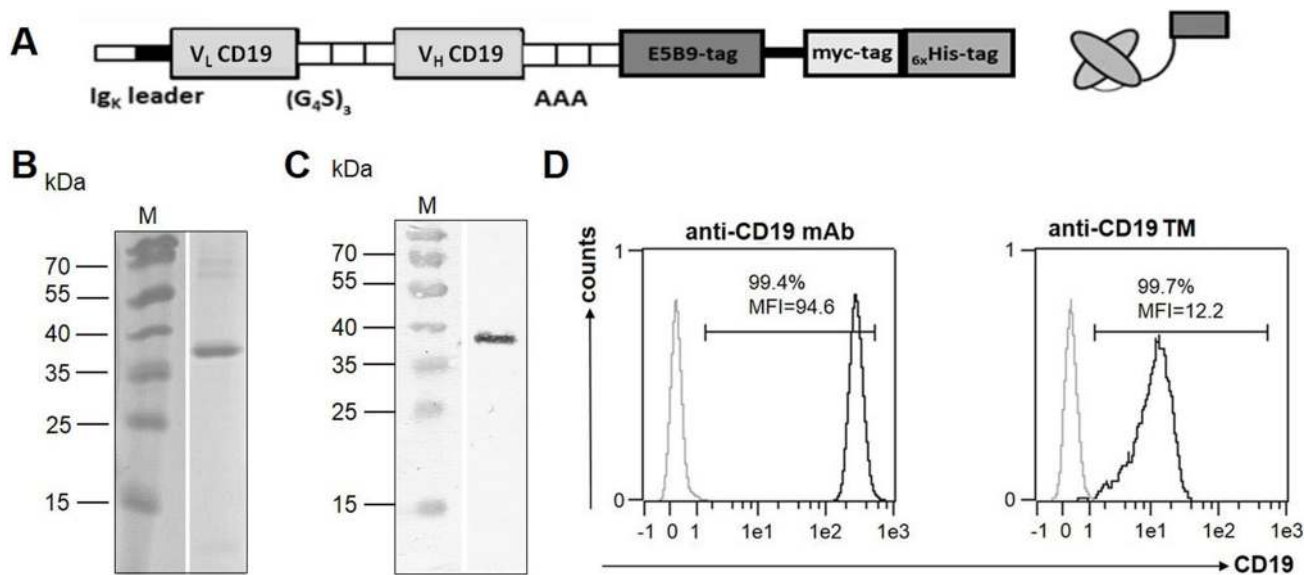 A
V_L CD19
V_H CD19
E5B9-tag
myc-tag
6xHis-tag
Ig_K leader
(G₄S)₃
AAA
B
kDa
M
70
55
40
35
25
15
C
kDa
M
70
55
40
35
25
15
D
anti-CD19 mAb
counts
1
99.4%
MFI=94.6
0
-1 0 1 1e1 1e2 1e3
anti-CD19 TM
1
99.7%
MFI=12.2
0
-1 0 1 1e1 1e2 1e3
CD19